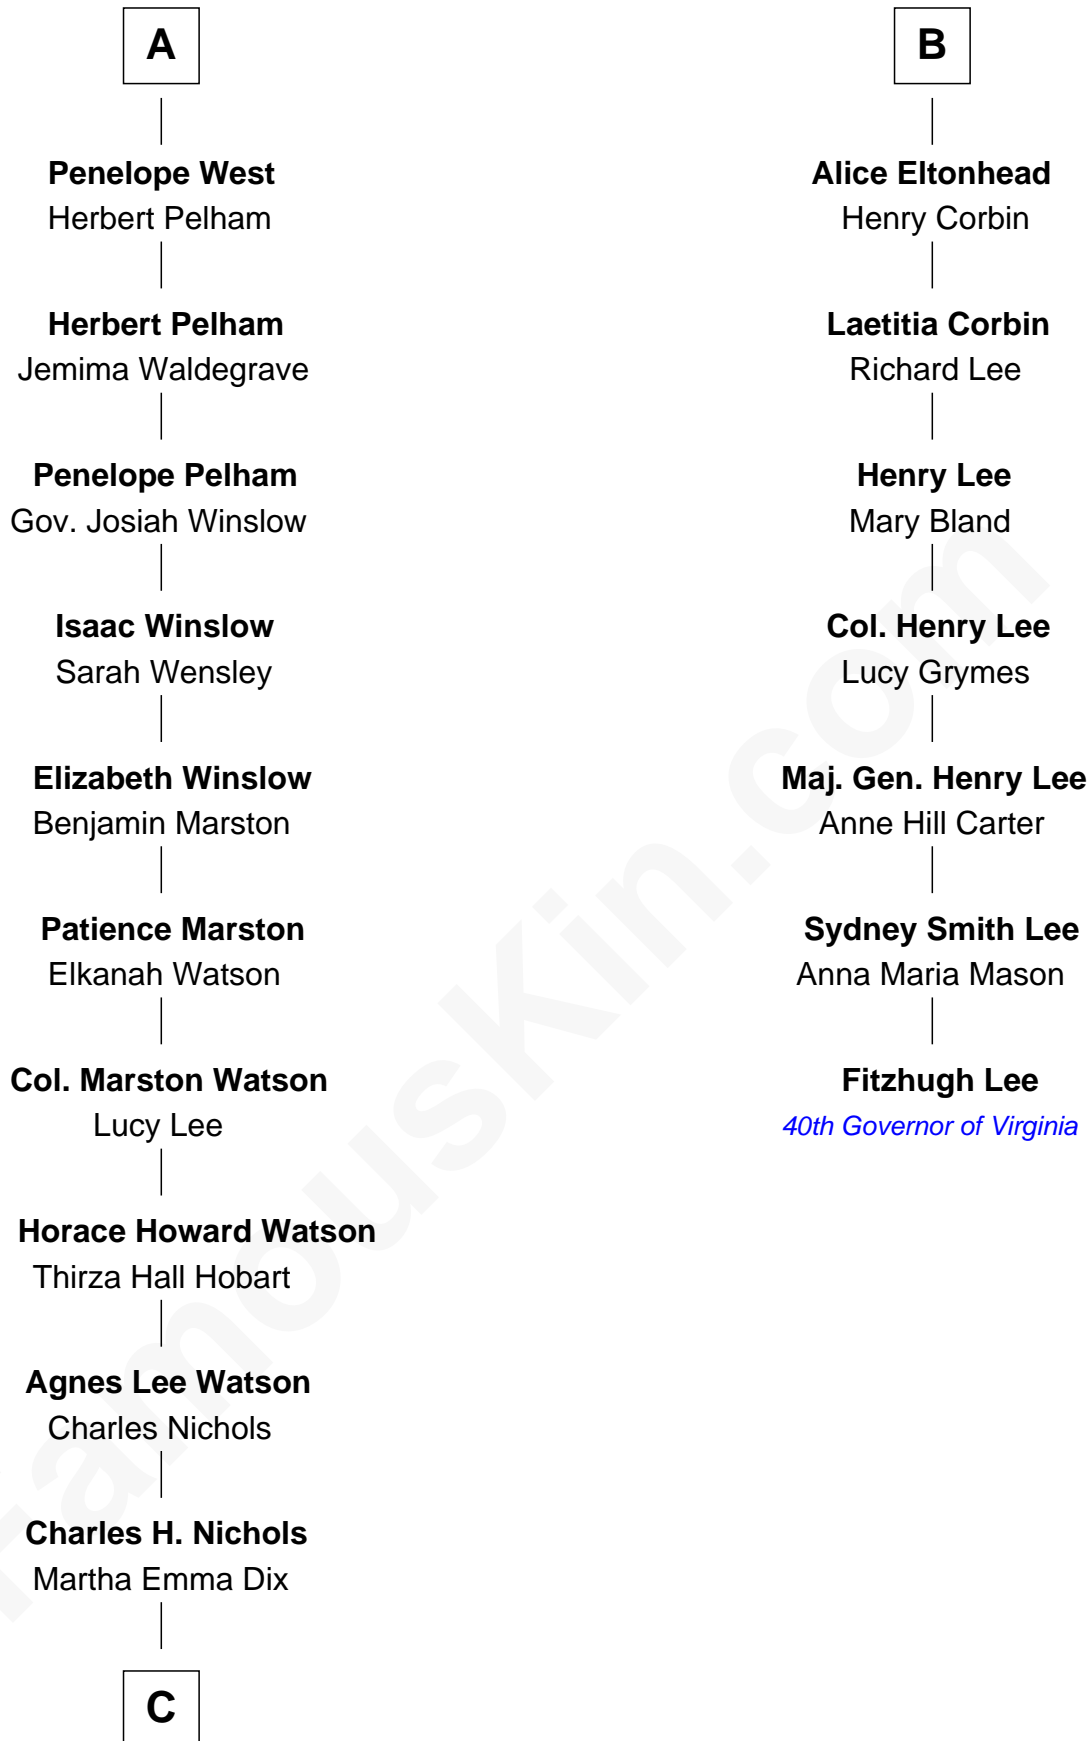 A
Penelope West
Herbert Pelham
Herbert Pelham
Jemima Waldegrave
Penelope Pelham
Gov. Josiah Winslow
Isaac Winslow
Sarah Wensley
Elizabeth Winslow
Benjamin Marston
Patience Marston
Elkanah Watson
Col. Marston Watson
Lucy Lee
Horace Howard Watson
Thirza Hall Hobart
Agnes Lee Watson
Charles Nichols
Charles H. Nichols
Martha Emma Dix
C
B
Alice Eltonhead
Henry Corbin
Laetitia Corbin
Richard Lee
Henry Lee
Mary Bland
Col. Henry Lee
Lucy Grymes
Maj. Gen. Henry Lee
Anne Hill Carter
Sydney Smith Lee
Anna Maria Mason
Fitzhugh Lee
40th Governor of Virginia
FamousKin.com